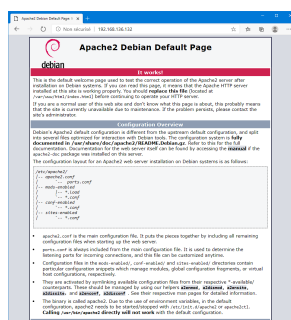 Apache2 Debian Default Page
Non sécurisé | 192.168.136.132
Apache2 Debian Default Page
debian
It works!
This is the default welcome page used to test the correct operation of the Apache2 server after
installation on Debian systems. If you can read this page, it means that the Apache HTTP server
installed at this site is working properly. You should replace this file (located at
/var/www/html/index.html) before continuing to operate your HTTP server.
If you are a normal user of this web site and don't know what this page is about, this probably means
that the site is currently unavailable due to maintenance. If the problem persists, please contact the
site's administrator.
Configuration Overview
Debian's Apache2 default configuration is different from the upstream default configuration, and split
into several files optimized for interaction with Debian tools. The configuration system is fully
documented in /usr/share/doc/apache2/README.Debian.gz. Refer to this for the full
documentation. Documentation for the web server itself can be found by accessing the manual if the
apache2-doc package was installed on this server.
The configuration layout for an Apache2 web server installation on Debian systems is as follows:
/etc/apache2/
|-- apache2.conf
|       `-- ports.conf
|-- mods-enabled
|       |-- *.load
|       `-- *.conf
|-- conf-enabled
|       `-- *.conf
|-- sites-enabled
|       `-- *.conf
• apache2.conf is the main configuration file. It puts the pieces together by including all remaining
configuration files when starting up the web server.
• ports.conf is always included from the main configuration file. It is used to determine the
listening ports for incoming connections, and this file can be customized anytime.
• Configuration files in the mods-enabled/, conf-enabled/ and sites-enabled/ directories contain
particular configuration snippets which manage modules, global configuration fragments, or virtual
host configurations, respectively.
• They are activated by symlinking available configuration files from their respective *-available/
counterparts. These should be managed by using our helpers a2enmod, a2dismod, a2ensite,
a2dissite, and a2enconf, a2disconf . See their respective man pages for detailed information.
• The binary is called apache2. Due to the use of environment variables, in the default
configuration, apache2 needs to be started/stopped with /etc/init.d/apache2 or apache2ctl.
Calling /usr/bin/apache2 directly will not work with the default configuration.